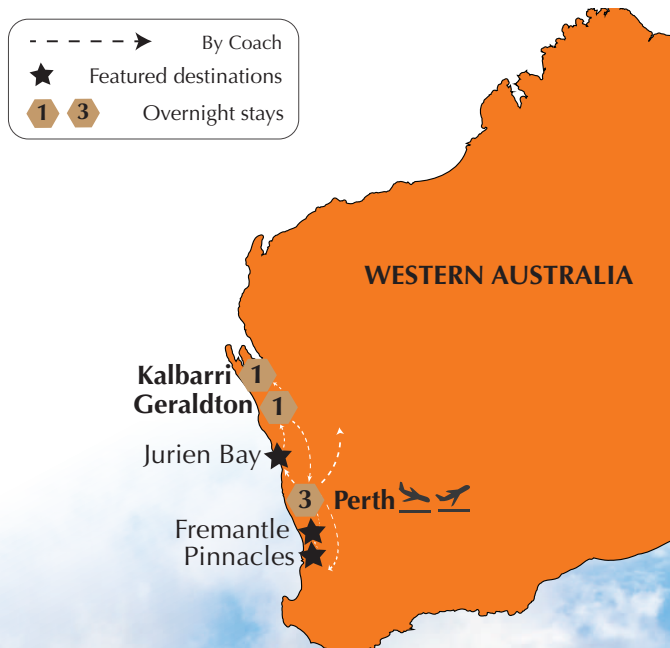 By Coach
Featured destinations
1 3 Overnight stays
WESTERN AUSTRALIA
Kalbarri 1
Geraldton 1
Jurien Bay
3 Perth
Fremantle
Pinnacles